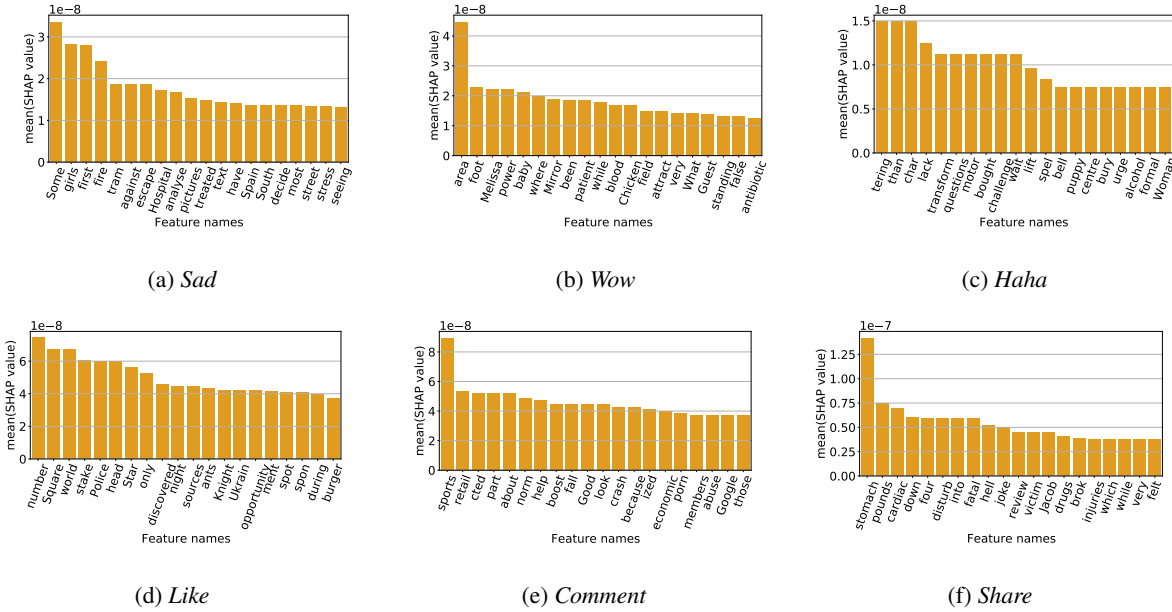 1e−8
mean(SHAP value)
3
2
1
0
Some
girls
first
fire
tram
against
escape
Hospital
analyse
pictures
treated
text
have
Spain
South
decide
most
street
stress
seeing
Feature names
(a) Sad
1e−8
mean(SHAP value)
4
3
2
1
0
area
foot
Melissa
power
baby
where
Mirror
been
patient
while
blood
Chicken
field
attract
very
What
Guest
standing
false
antibiotic
Feature names
(b) Wow
1e−8
mean(SHAP value)
1.5
1.0
0.5
0.0
tering
than
char
lack
transform
questions
motor
bought
challenge
wait
lift
spel
bell
puppy
centre
bury
urge
alcohol
formal
Woman
Feature names
(c) Haha
1e−8
mean(SHAP value)
6
4
2
0
number
Square
world
stake
Police
head
Star
only
discovered
night
sources
ants
Knight
Ukrain
opportunity
ment
spot
spon
during
burger
Feature names
(d) Like
1e−8
mean(SHAP value)
8
6
4
2
0
sports
retail
cted
part
about
norm
help
boost
fall
Good
look
crash
because
ized
economic
porn
members
abuse
Google
those
Feature names
(e) Comment
1e−7
mean(SHAP value)
1.25
1.00
0.75
0.50
0.25
0.00
stomach
pounds
cardiac
down
four
disturb
into
fatal
hell
joke
review
victim
Jacob
drugs
brok
injuries
which
while
very
felt
Feature names
(f) Share